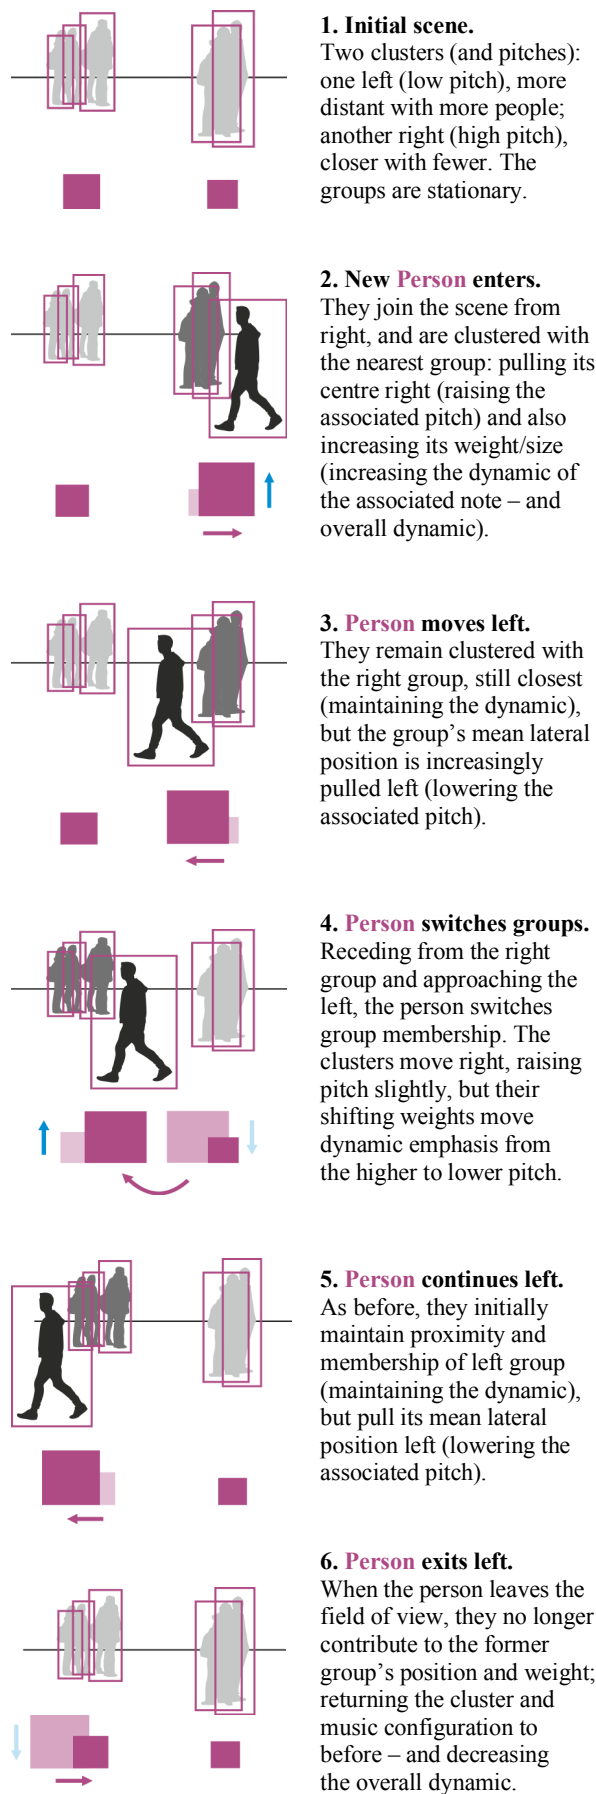 1. Initial scene.
Two clusters (and pitches):
one left (low pitch), more
distant with more people;
another right (high pitch),
closer with fewer. The
groups are stationary.
2. New Person enters.
They join the scene from
right, and are clustered with
the nearest group: pulling its
centre right (raising the
associated pitch) and also
increasing its weight/size
(increasing the dynamic of
the associated note – and
overall dynamic).
3. Person moves left.
They remain clustered with
the right group, still closest
(maintaining the dynamic),
but the group’s mean lateral
position is increasingly
pulled left (lowering the
associated pitch).
4. Person switches groups.
Receding from the right
group and approaching the
left, the person switches
group membership. The
clusters move right, raising
pitch slightly, but their
shifting weights move
dynamic emphasis from
the higher to lower pitch.
5. Person continues left.
As before, they initially
maintain proximity and
membership of left group
(maintaining the dynamic),
but pull its mean lateral
position left (lowering the
associated pitch).
6. Person exits left.
When the person leaves the
field of view, they no longer
contribute to the former
group’s position and weight;
returning the cluster and
music configuration to
before – and decreasing
the overall dynamic.